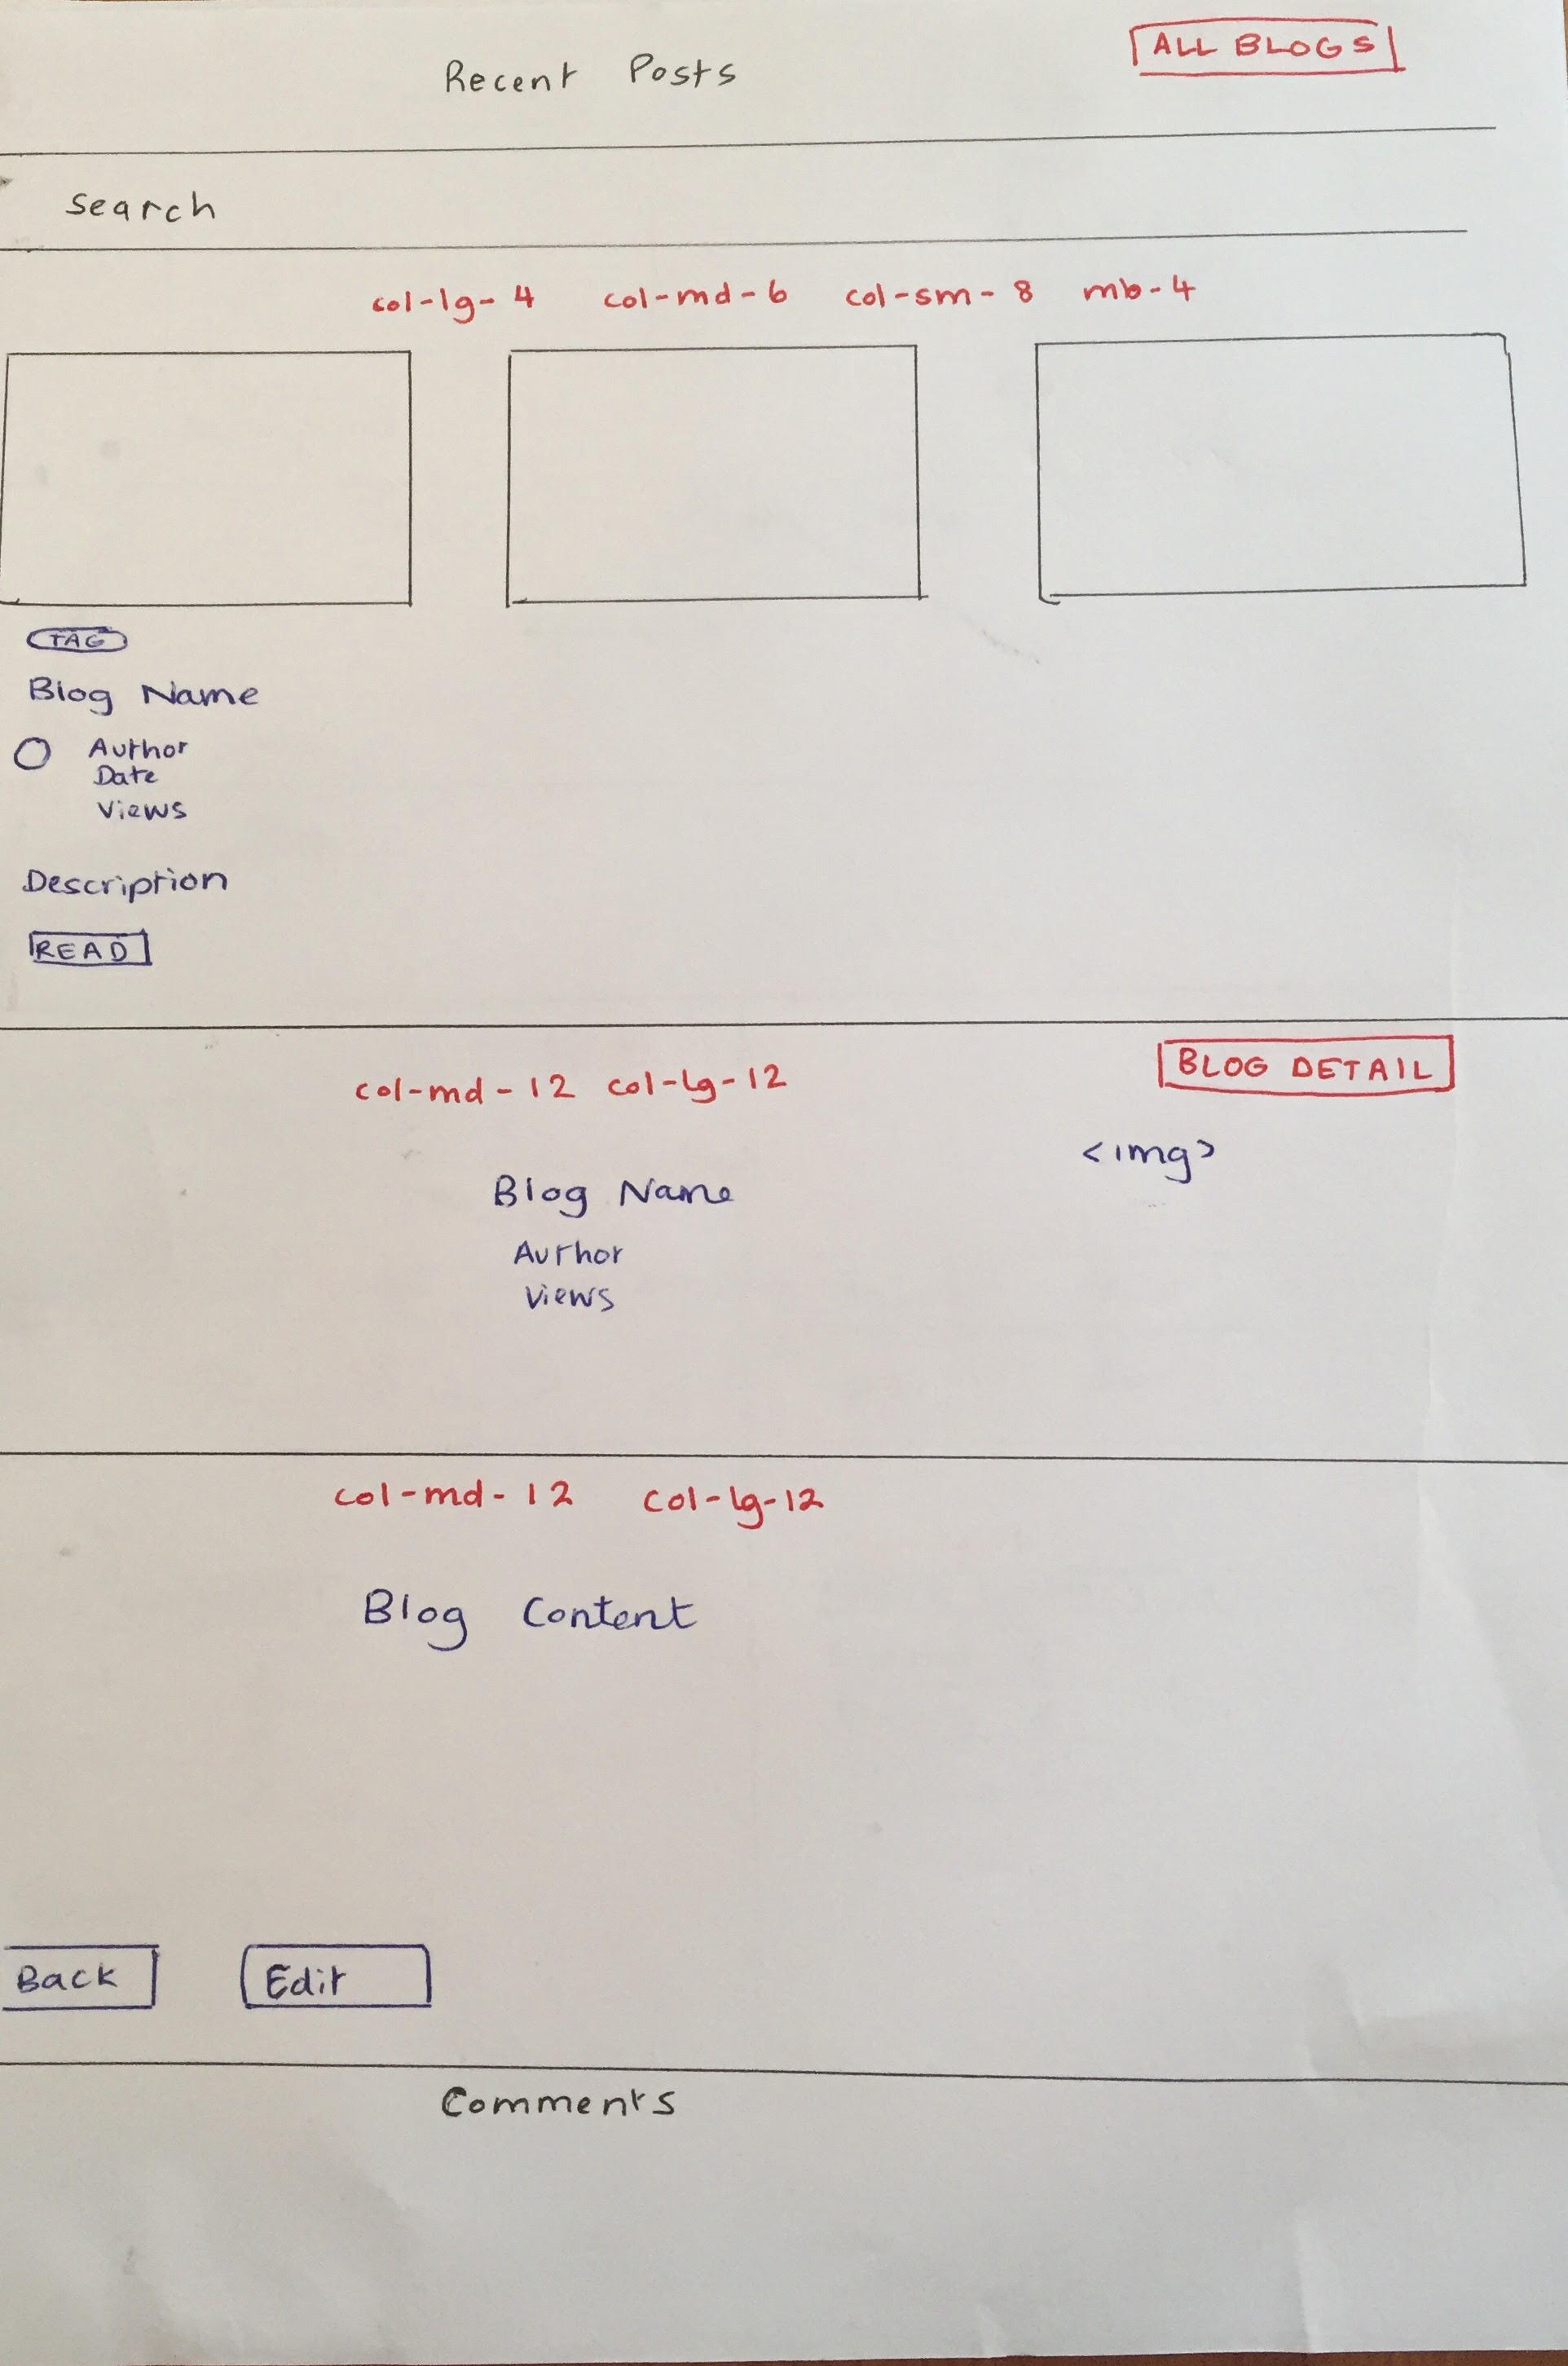 Recent Posts
ALL BLOGS
Search
col-lg-4 col-md-6 col-sm-8 mb-4
TAG
Blog Name
Author
Date
Views
Description
READ
BLOG DETAIL
col-md-12 col-lg-12
<img>
Blog Name
Author
Views
col-md-12 col-lg-12
Blog Content
Back
Edit
Comments